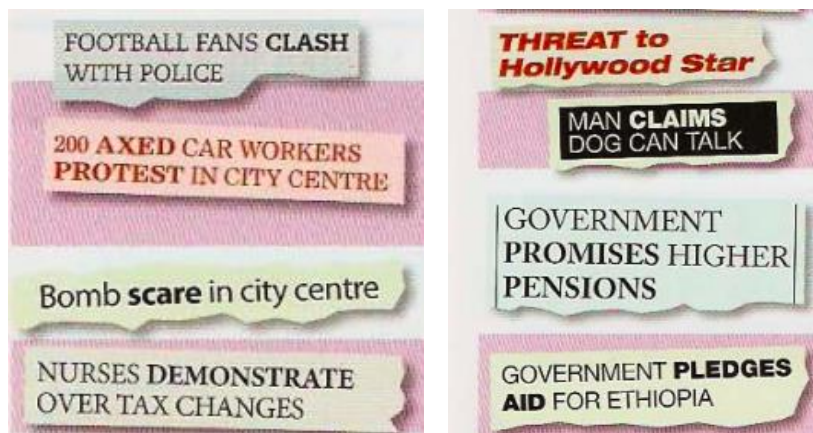 FOOTBALL FANS CLASH
WITH POLICE
200 AXED CAR WORKERS
PROTEST IN CITY CENTRE
Bomb scare in city centre
NURSES DEMONSTRATE
OVER TAX CHANGES
THREAT to
Hollywood Star
MAN CLAIMS
DOG CAN TALK
GOVERNMENT
PROMISES HIGHER
PENSIONS
GOVERNMENT PLEDGES
AID FOR ETHIOPIA